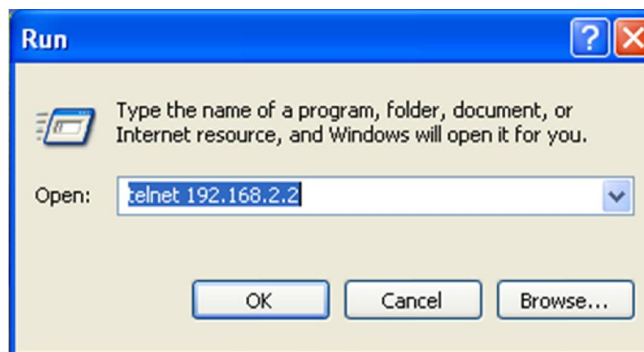 Run
Type the name of a program, folder, document, or
Internet resource, and Windows will open it for you.
Open: telnet 192.168.2.2
OK Cancel Browse...